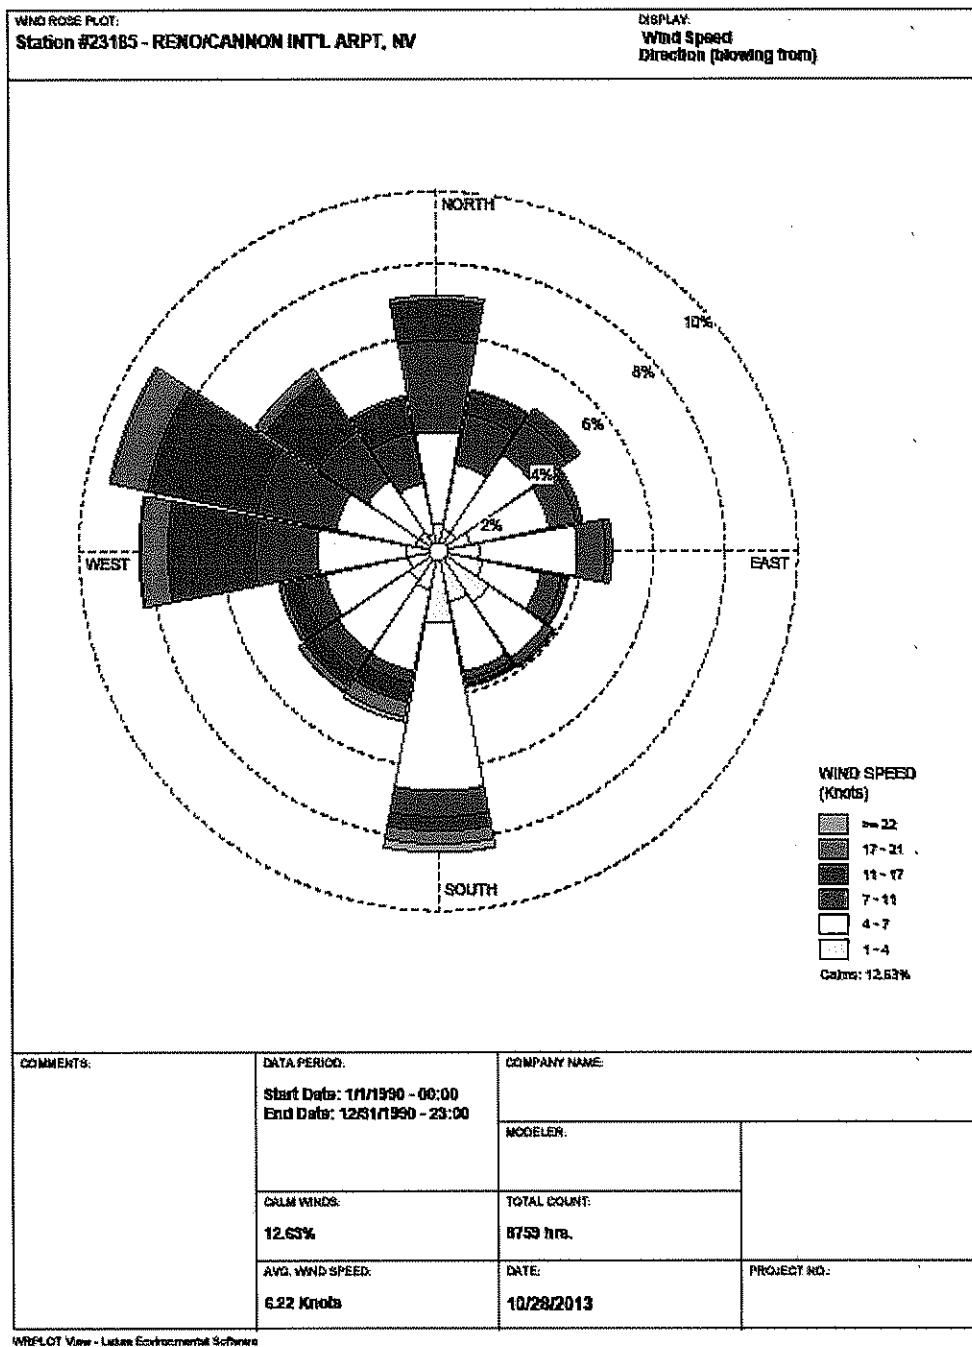 WIND ROSE PLOT:
Station #23185 - RENO/CANNON INT'L ARPT, NV
DISPLAY:
Wind Speed
Direction (blowing from)
NORTH
10%
8%
6%
4%
2%
WEST
EAST
SOUTH
WIND SPEED
(Knots)
>= 22
17 - 21
11 - 17
7 - 11
4 - 7
1 - 4
Calms: 12.63%
COMMENTS:
DATA PERIOD:
Start Date: 1/1/1990 - 00:00
End Date: 12/31/1990 - 23:00
COMPANY NAME:
MODELER:
CALM WINDS:
12.63%
TOTAL COUNT:
8759 hrs.
AVG. WIND SPEED:
6.22 Knots
DATE:
10/28/2013
PROJECT NO.:
WRPLOT View - Lakes Environmental Software